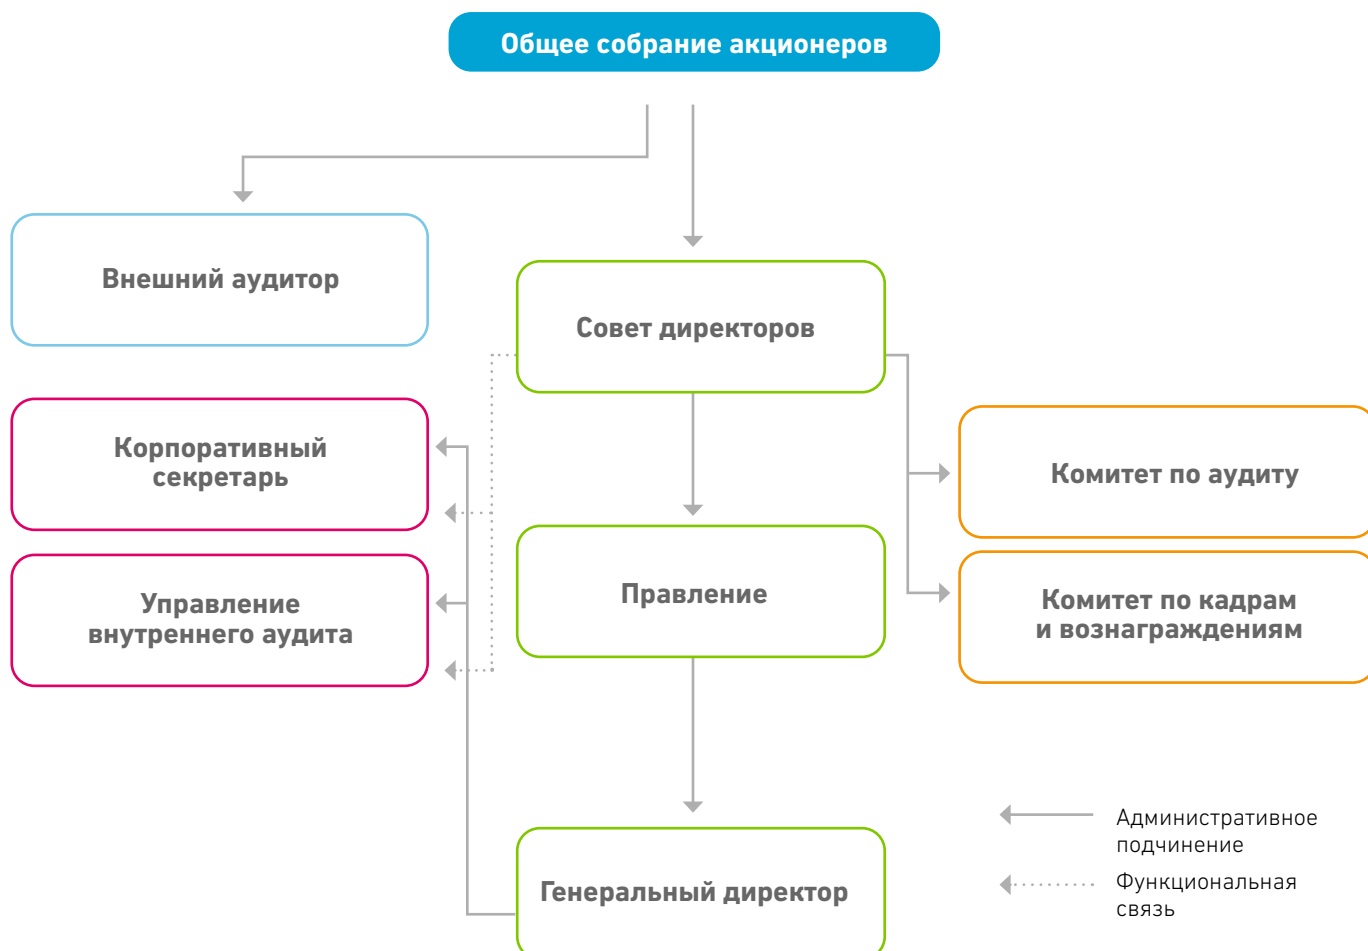 Общее собрание акционеров
Внешний аудитор
Совет директоров
Корпоративный
секретарь
Комитет по аудиту
Управление
внутреннего аудита
Правление
Комитет по кадрам
и вознаграждениям
Генеральный директор
Административное
подчинение
Функциональная
связь